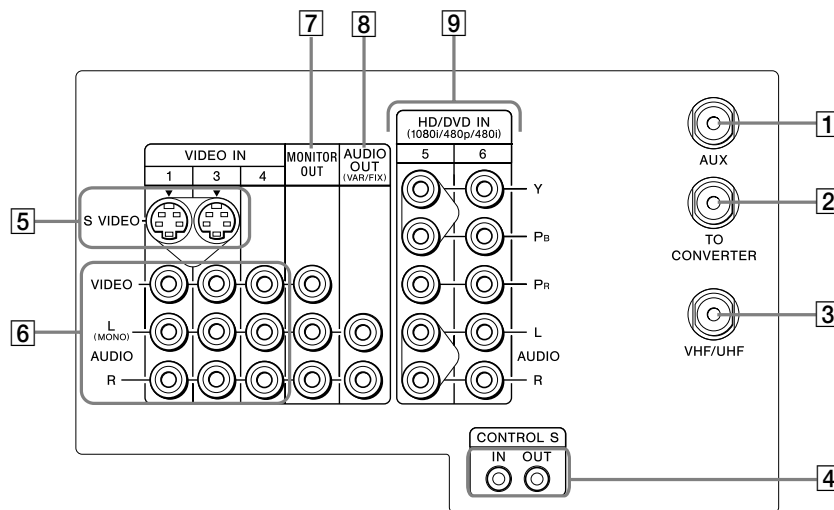 7
8
9
HD/DVD IN
(1080i/480p/480i)
5 6
VIDEO IN
1 3 4
MONITOR
OUT
AUDIO
OUT
(VAR/FIX)
1
AUX
2
TO
CONVERTER
3
VHF/UHF
5
S VIDEO
6
VIDEO
L
(MONO)
AUDIO
R
Y
PB
PR
L
AUDIO
R
CONTROL S
IN OUT
4